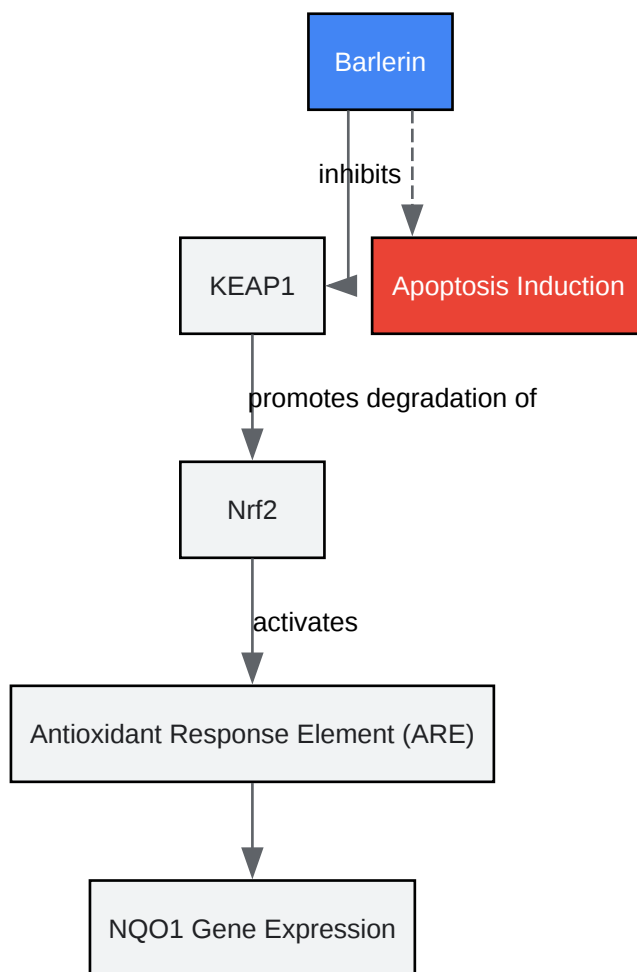 Barlerin
inhibits
KEAP1
Apoptosis Induction
promotes degradation of
Nrf2
activates
Antioxidant Response Element (ARE)
NQO1 Gene Expression